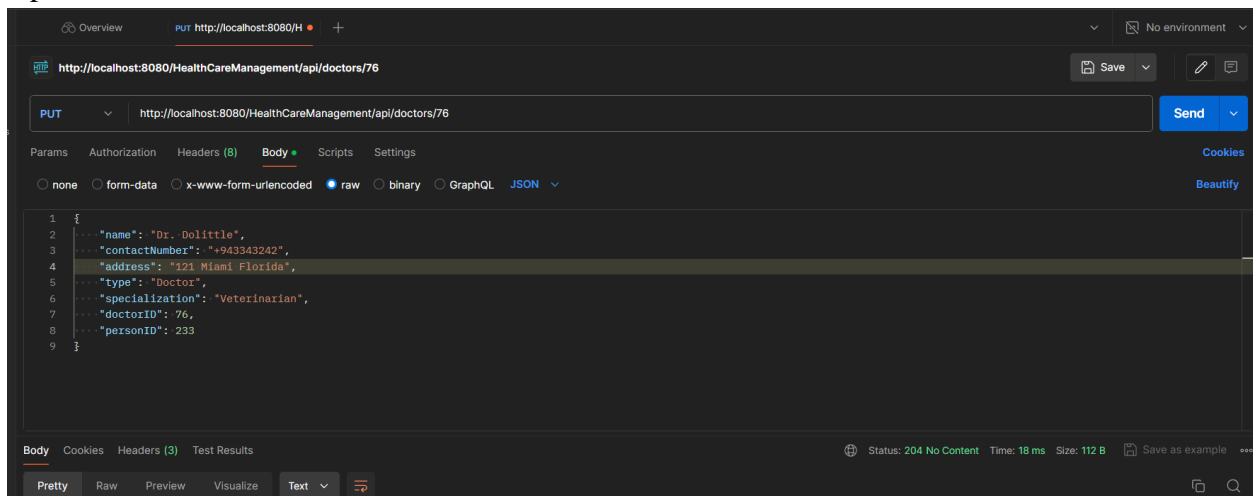 Overview PUT http://localhost:8080/H + No environment
HTTP http://localhost:8080/HealthCareManagement/api/doctors/76 Save
PUT http://localhost:8080/HealthCareManagement/api/doctors/76 Send
Params Authorization Headers (8) Body Scripts Settings Cookies
none form-data x-www-form-urlencoded raw binary GraphQL JSON Beautify
1 {
2 "name": "Dr. Dolittle",
3 "contactNumber": "+943343242",
4 "address": "121 Miami Florida",
5 "type": "Doctor",
6 "specialization": "Veterinarian",
7 "doctorID": 76,
8 "personID": 233
9 }
Body Cookies Headers (3) Test Results Status: 204 No Content Time: 18 ms Size: 112 B Save as example
Pretty Raw Preview Visualize Text